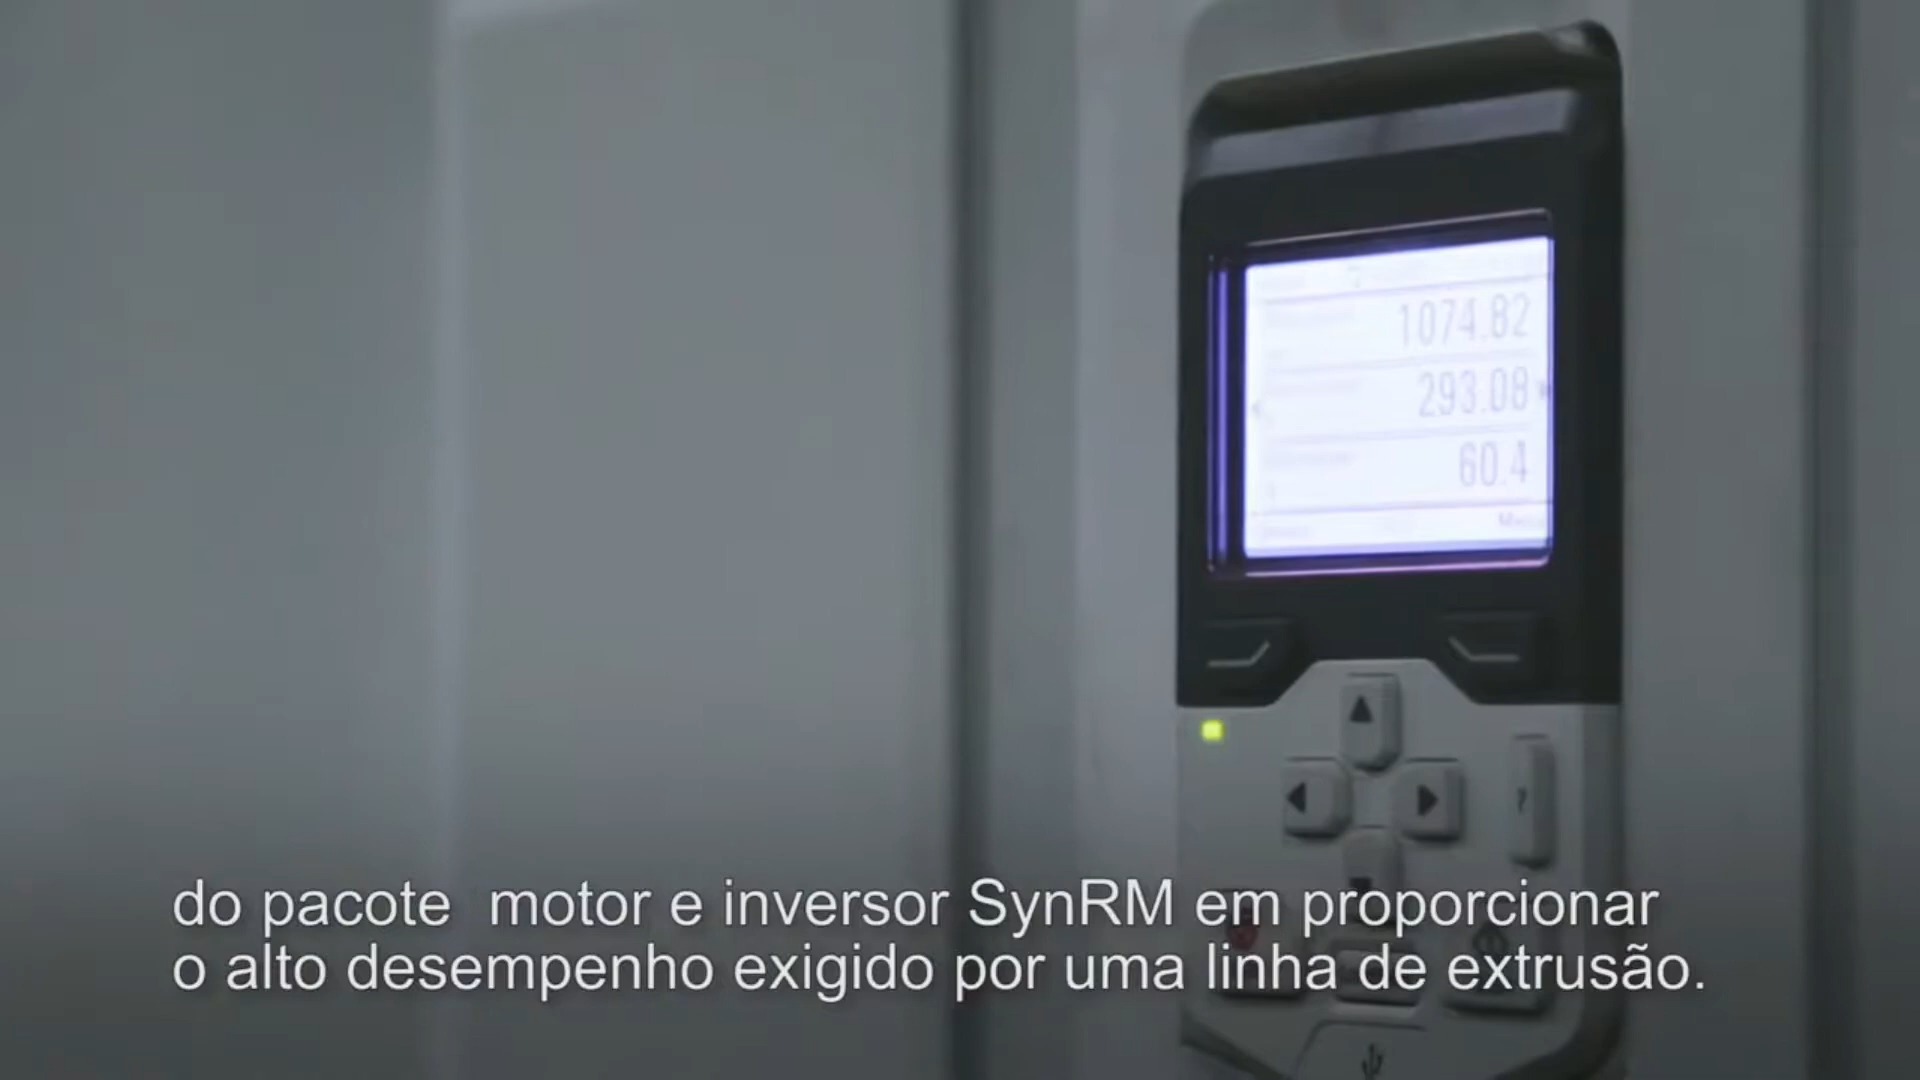 1074.82
293.08
60.4
?
do pacote  motor e inversor SynRM em proporcionar
o alto desempenho exigido por uma linha de extrusão.